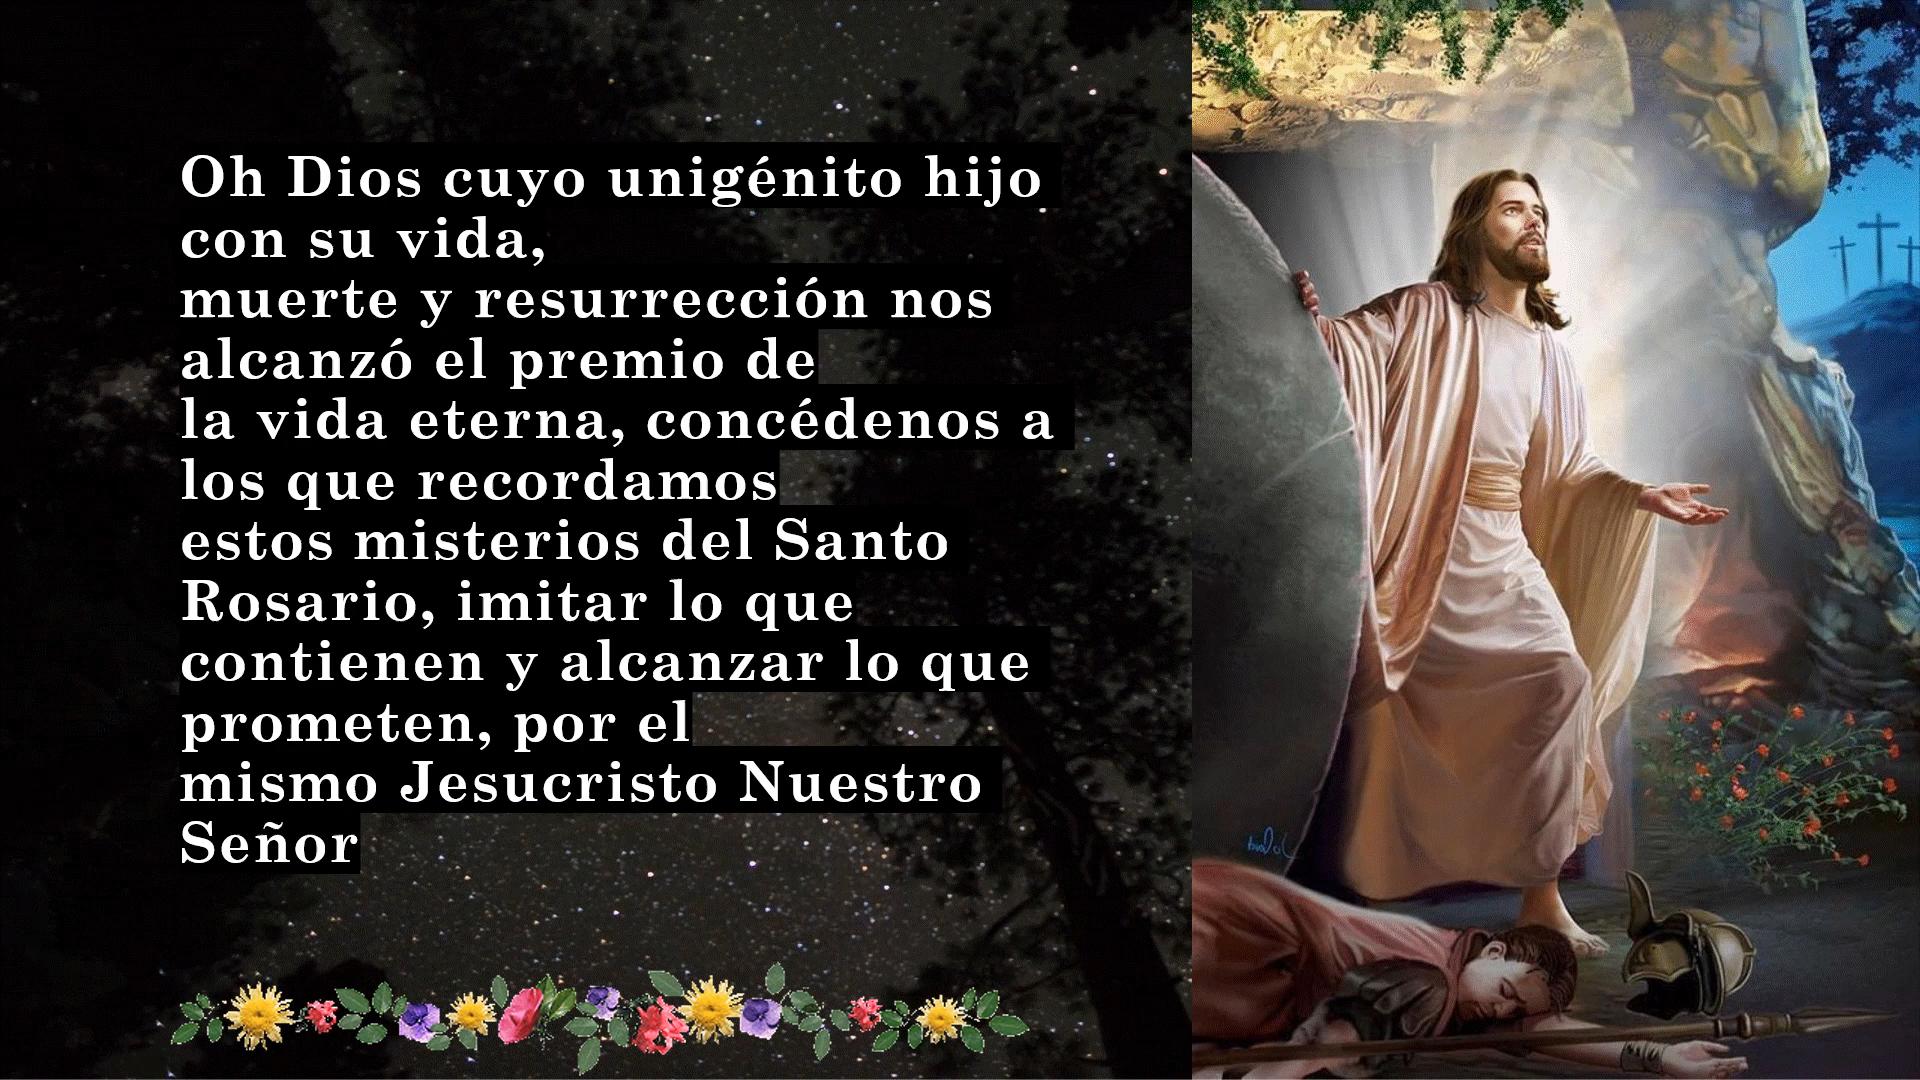 Oh Dios cuyo unigénito hijo
con su vida,
muerte y resurrección nos
alcanzó el premio de
la vida eterna, concédenos a
los que recordamos
estos misterios del Santo
Rosario, imitar lo que
contienen y alcanzar lo que
prometen, por el
mismo Jesucristo Nuestro
Señor